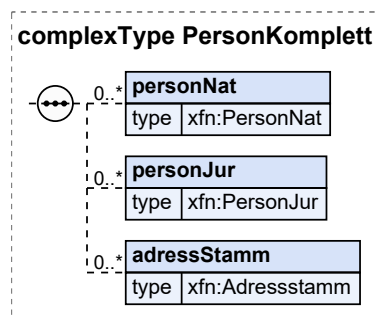 complexType PersonKomplett
0..* personNat
type xfn:PersonNat
0..* personJur
type xfn:PersonJur
0..* adressStamm
type xfn:Adressstamm